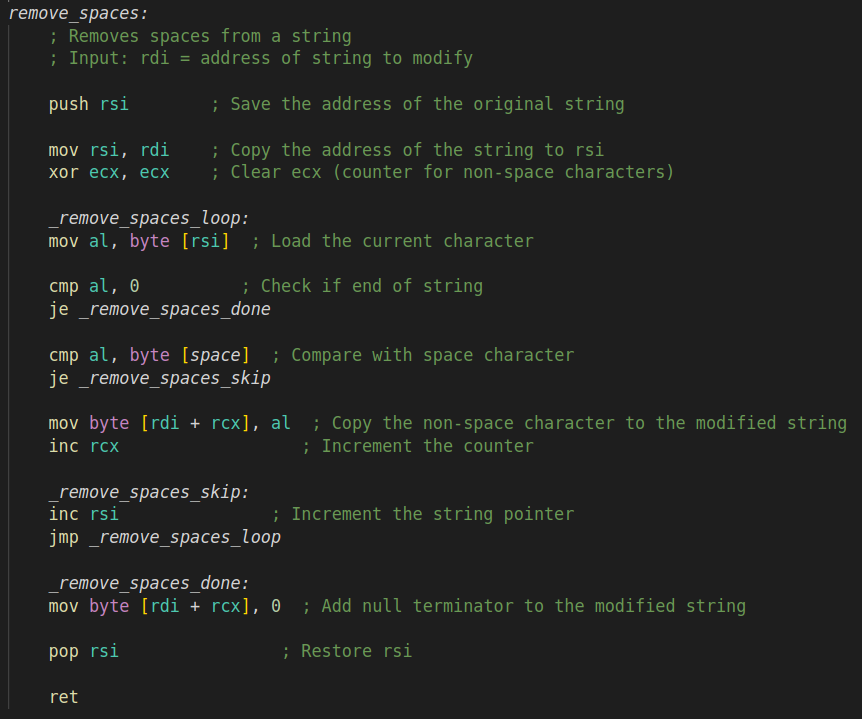 remove_spaces:
; Removes spaces from a string
; Input: rdi = address of string to modify
push rsi ; Save the address of the original string
mov rsi, rdi ; Copy the address of the string to rsi
xor ecx, ecx ; Clear ecx (counter for non-space characters)
_remove_spaces_loop:
mov al, byte [rsi] ; Load the current character
cmp al, 0 ; Check if end of string
je _remove_spaces_done
cmp al, byte [space] ; Compare with space character
je _remove_spaces_skip
mov byte [rdi + rcx], al ; Copy the non-space character to the modified string
inc rcx ; Increment the counter
_remove_spaces_skip:
inc rsi ; Increment the string pointer
jmp _remove_spaces_loop
_remove_spaces_done:
mov byte [rdi + rcx], 0 ; Add null terminator to the modified string
pop rsi ; Restore rsi
ret